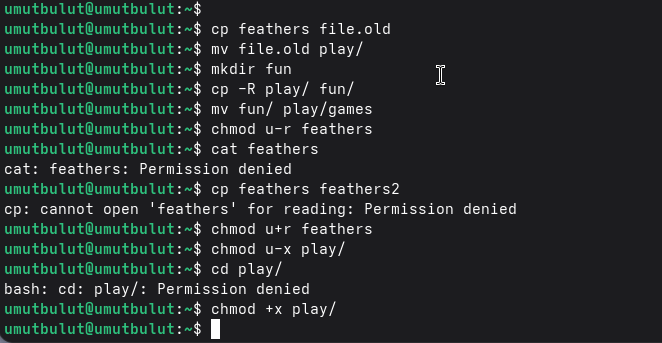 umutbulut@umutbulut:~$
umutbulut@umutbulut:~$ cp feathers file.old
umutbulut@umutbulut:~$ mv file.old play/
umutbulut@umutbulut:~$ mkdir fun
umutbulut@umutbulut:~$ cp -R play/ fun/
umutbulut@umutbulut:~$ mv fun/ play/games
umutbulut@umutbulut:~$ chmod u-r feathers
umutbulut@umutbulut:~$ cat feathers
cat: feathers: Permission denied
umutbulut@umutbulut:~$ cp feathers feathers2
cp: cannot open 'feathers' for reading: Permission denied
umutbulut@umutbulut:~$ chmod u+r feathers
umutbulut@umutbulut:~$ chmod u-x play/
umutbulut@umutbulut:~$ cd play/
bash: cd: play/: Permission denied
umutbulut@umutbulut:~$ chmod +x play/
umutbulut@umutbulut:~$